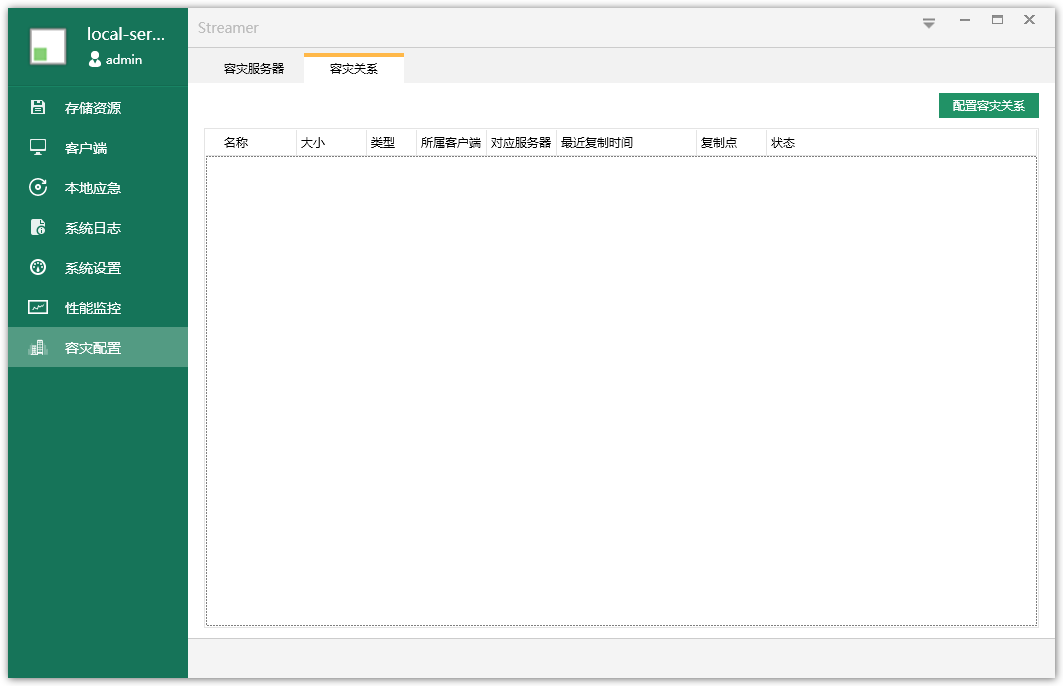 local-ser...
admin
存储资源
客户端
本地应急
系统日志
系统设置
性能监控
容灾配置
Streamer
容灾服务器 容灾关系
配置容灾关系
名称 大小 类型 所属客户端 对应服务器 最近复制时间 复制点 状态